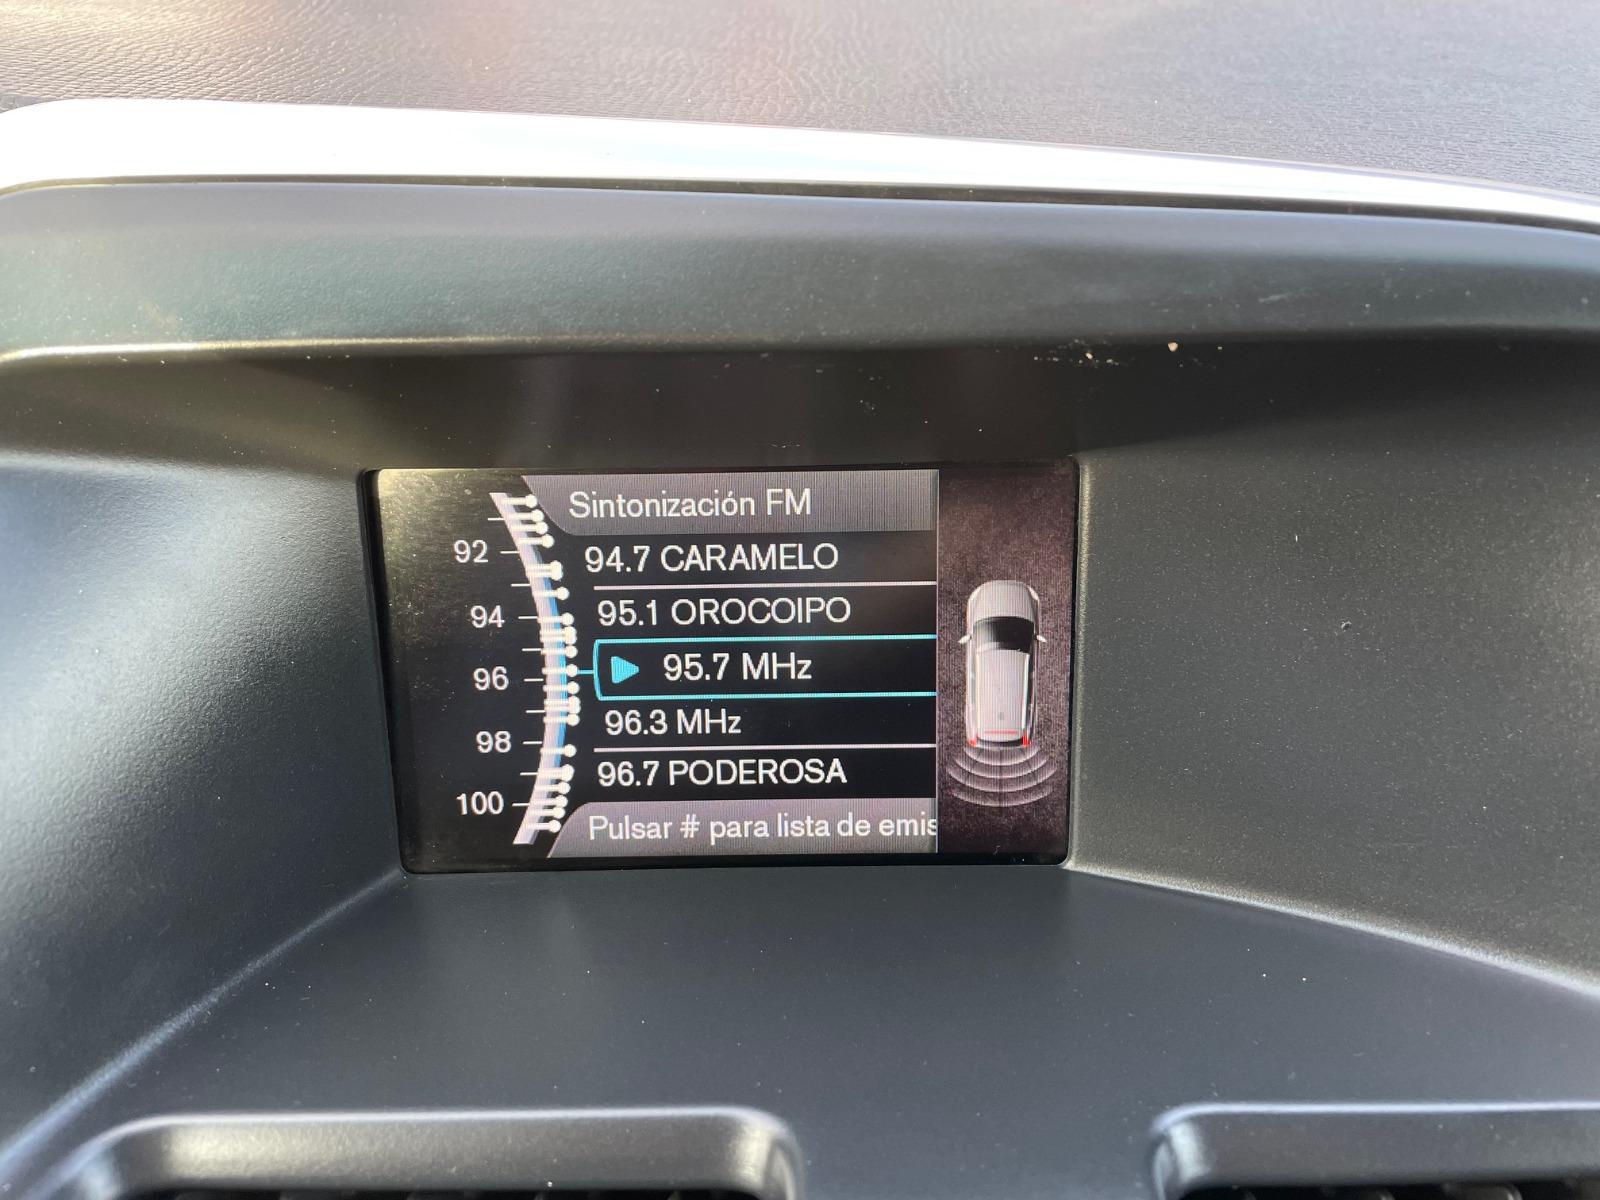 Sintonización FM
92
94
96
98
100
94.7 CARAMELO
95.1 OROCOIPO
95.7 MHz
96.3 MHz
96.7 PODEROSA
Pulsar # para lista de emis